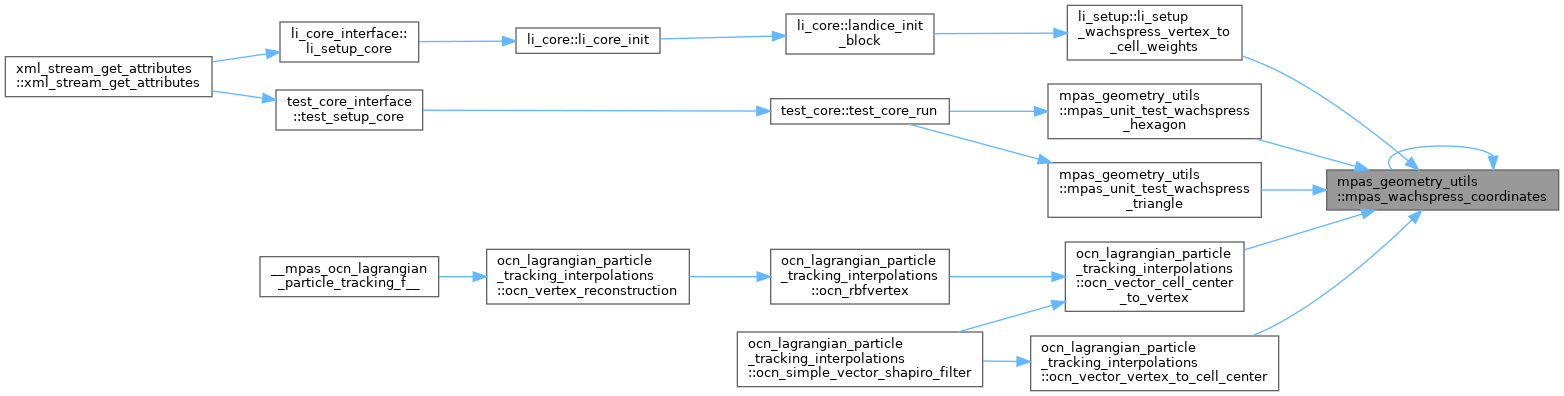 xml_stream_get_attributes
::xml_stream_get_attributes
li_core_interface::
li_setup_core
test_core_interface
::test_setup_core
li_core::li_core_init
li_core::landice_init
_block
li_setup::li_setup
_wachspress_vertex_to
_cell_weights
test_core::test_core_run
mpas_geometry_utils
::mpas_unit_test_wachspress
_hexagon
mpas_geometry_utils
::mpas_unit_test_wachspress
_triangle
mpas_geometry_utils
::mpas_wachspress_coordinates
__mpas_ocn_lagrangian
_particle_tracking_f__
ocn_lagrangian_particle
_tracking_interpolations
::ocn_vertex_reconstruction
ocn_lagrangian_particle
_tracking_interpolations
::ocn_rbfvertex
ocn_lagrangian_particle
_tracking_interpolations
::ocn_vector_cell_center
_to_vertex
ocn_lagrangian_particle
_tracking_interpolations
::ocn_simple_vector_shapiro_filter
ocn_lagrangian_particle
_tracking_interpolations
::ocn_vector_vertex_to_cell_center